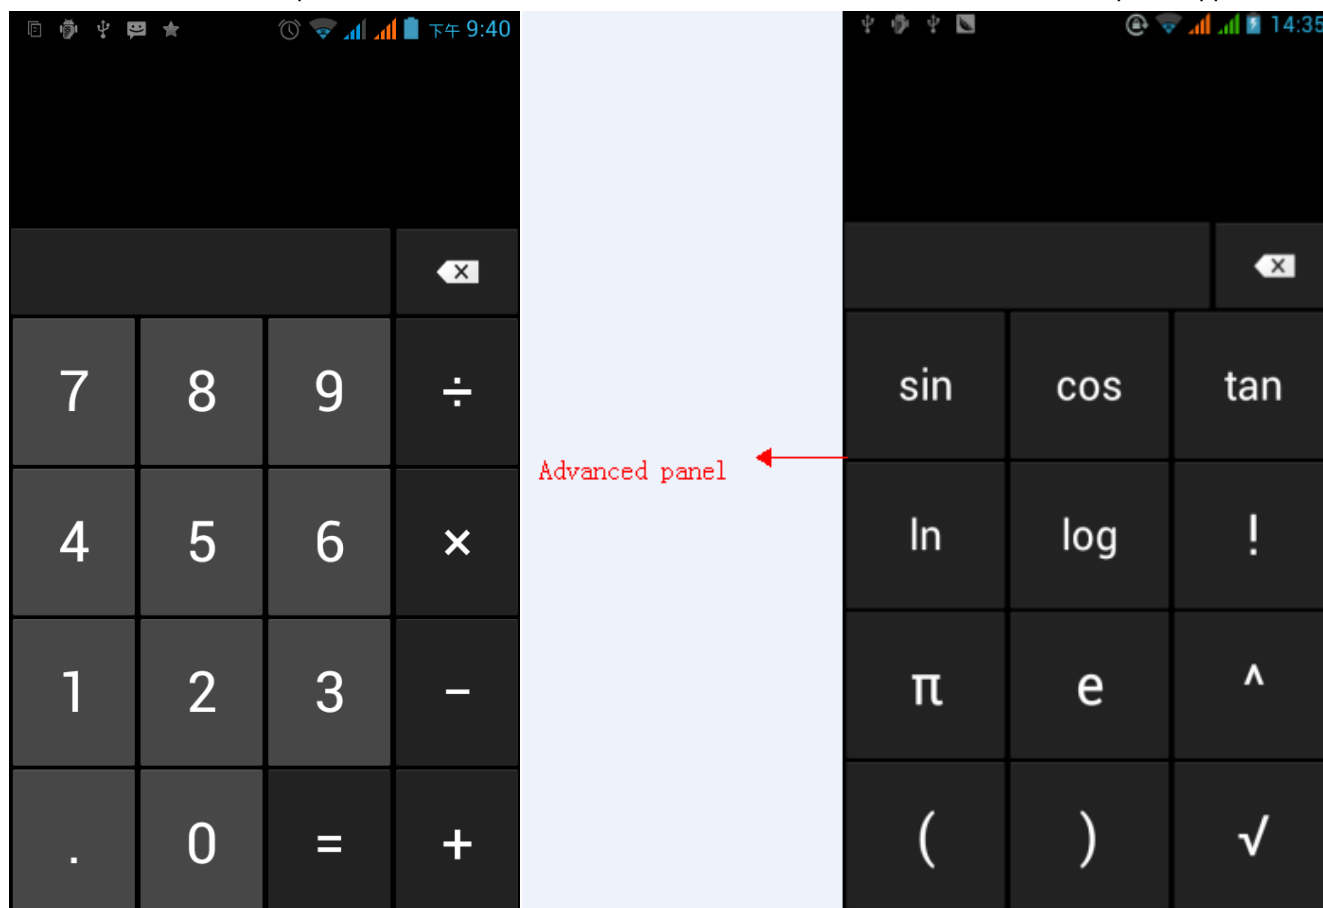 下午 9:40
14:35
7 8 9 ÷
4 5 6 ×
1 2 3 −
. 0 = +
Advanced panel
sin cos tan
ln log !
π e ^
( ) √